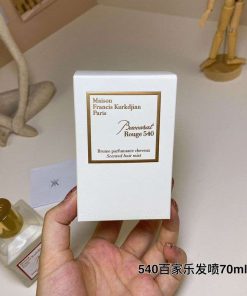 Maison
Francis Kurkdjian
Paris
Baccarat
Rouge 540
Brume parfumante cheveux
Scented hair mist
540百家乐发喷70ml